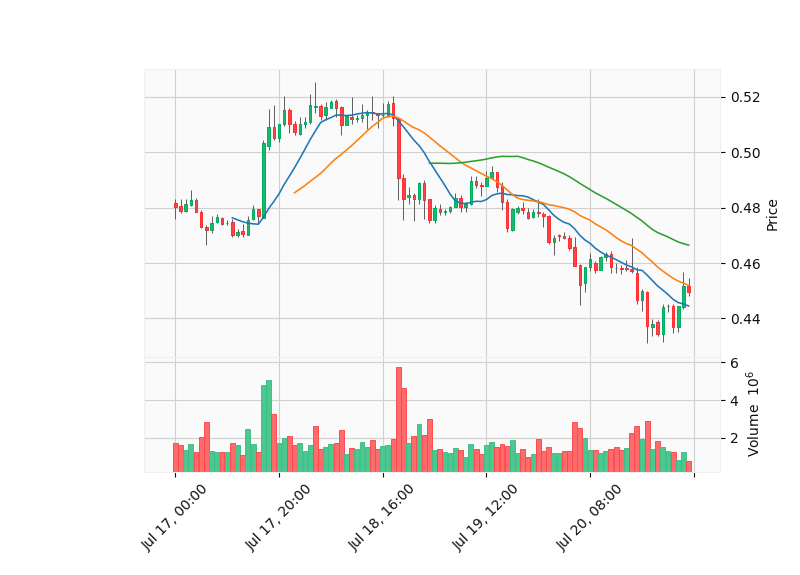 0.52
0.50
0.48
0.46
0.44
Price
6
4
2
Volume 10^6
Jul 17, 00:00
Jul 17, 20:00
Jul 18, 16:00
Jul 19, 12:00
Jul 20, 08:00